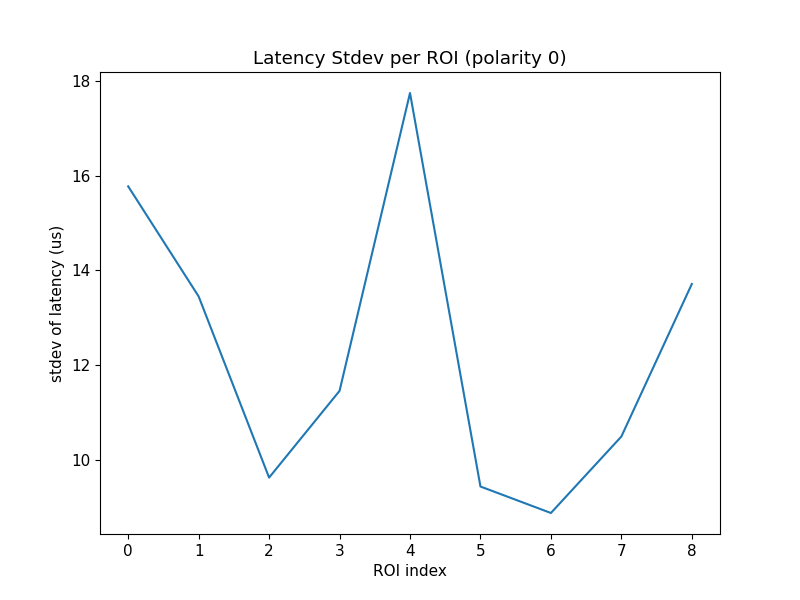 Latency Stdev per ROI (polarity 0)
18
16
14
12
10
stdev of latency (us)
0 1 2 3 4 5 6 7 8
ROI index